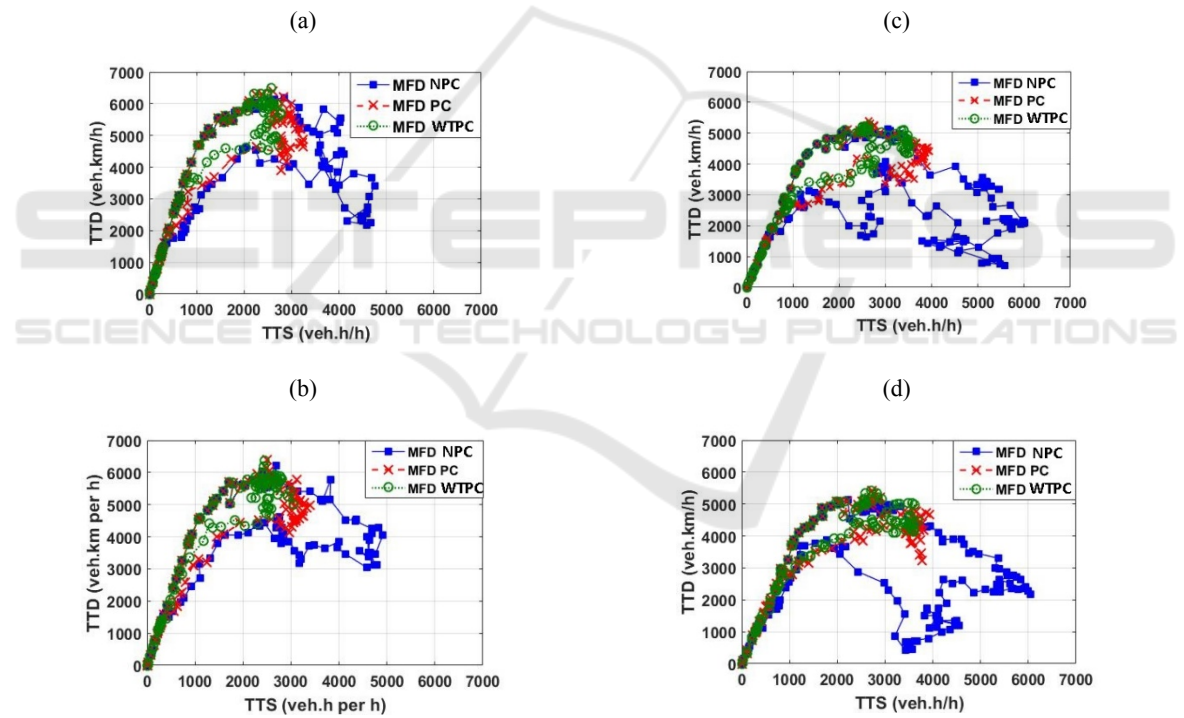 (a)
7000
6000
5000
4000
3000
2000
1000
0
TTD (veh.km/h)
MFD NPC
MFD PC
MFD WTPC
0 1000 2000 3000 4000 5000 6000 7000
TTS (veh.h/h)
(c)
7000
6000
5000
4000
3000
2000
1000
0
TTD (veh.km/h)
MFD NPC
MFD PC
MFD WTPC
0 1000 2000 3000 4000 5000 6000 7000
TTS (veh.h/h)
SCITEPRESS
SCIENCE AND TECHNOLOGY PUBLICATIONS
(b)
7000
6000
5000
4000
3000
2000
1000
0
TTD (veh.km per h)
MFD NPC
MFD PC
MFD WTPC
0 1000 2000 3000 4000 5000 6000 7000
TTS (veh.h per h)
(d)
7000
6000
5000
4000
3000
2000
1000
0
TTD (veh.km/h)
MFD NPC
MFD PC
MFD WTPC
0 1000 2000 3000 4000 5000 6000 7000
TTS (veh.h/h)